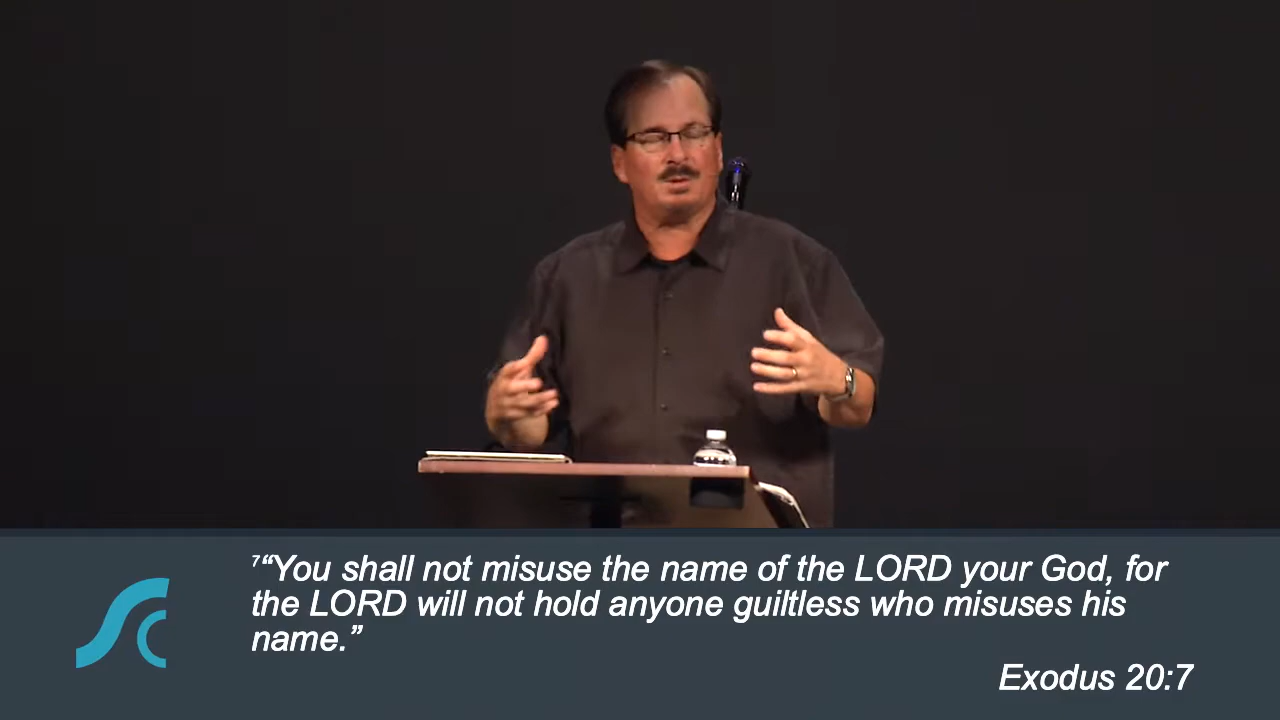 ⁷“You shall not misuse the name of the LORD your God, for
the LORD will not hold anyone guiltless who misuses his
name.”
Exodus 20:7